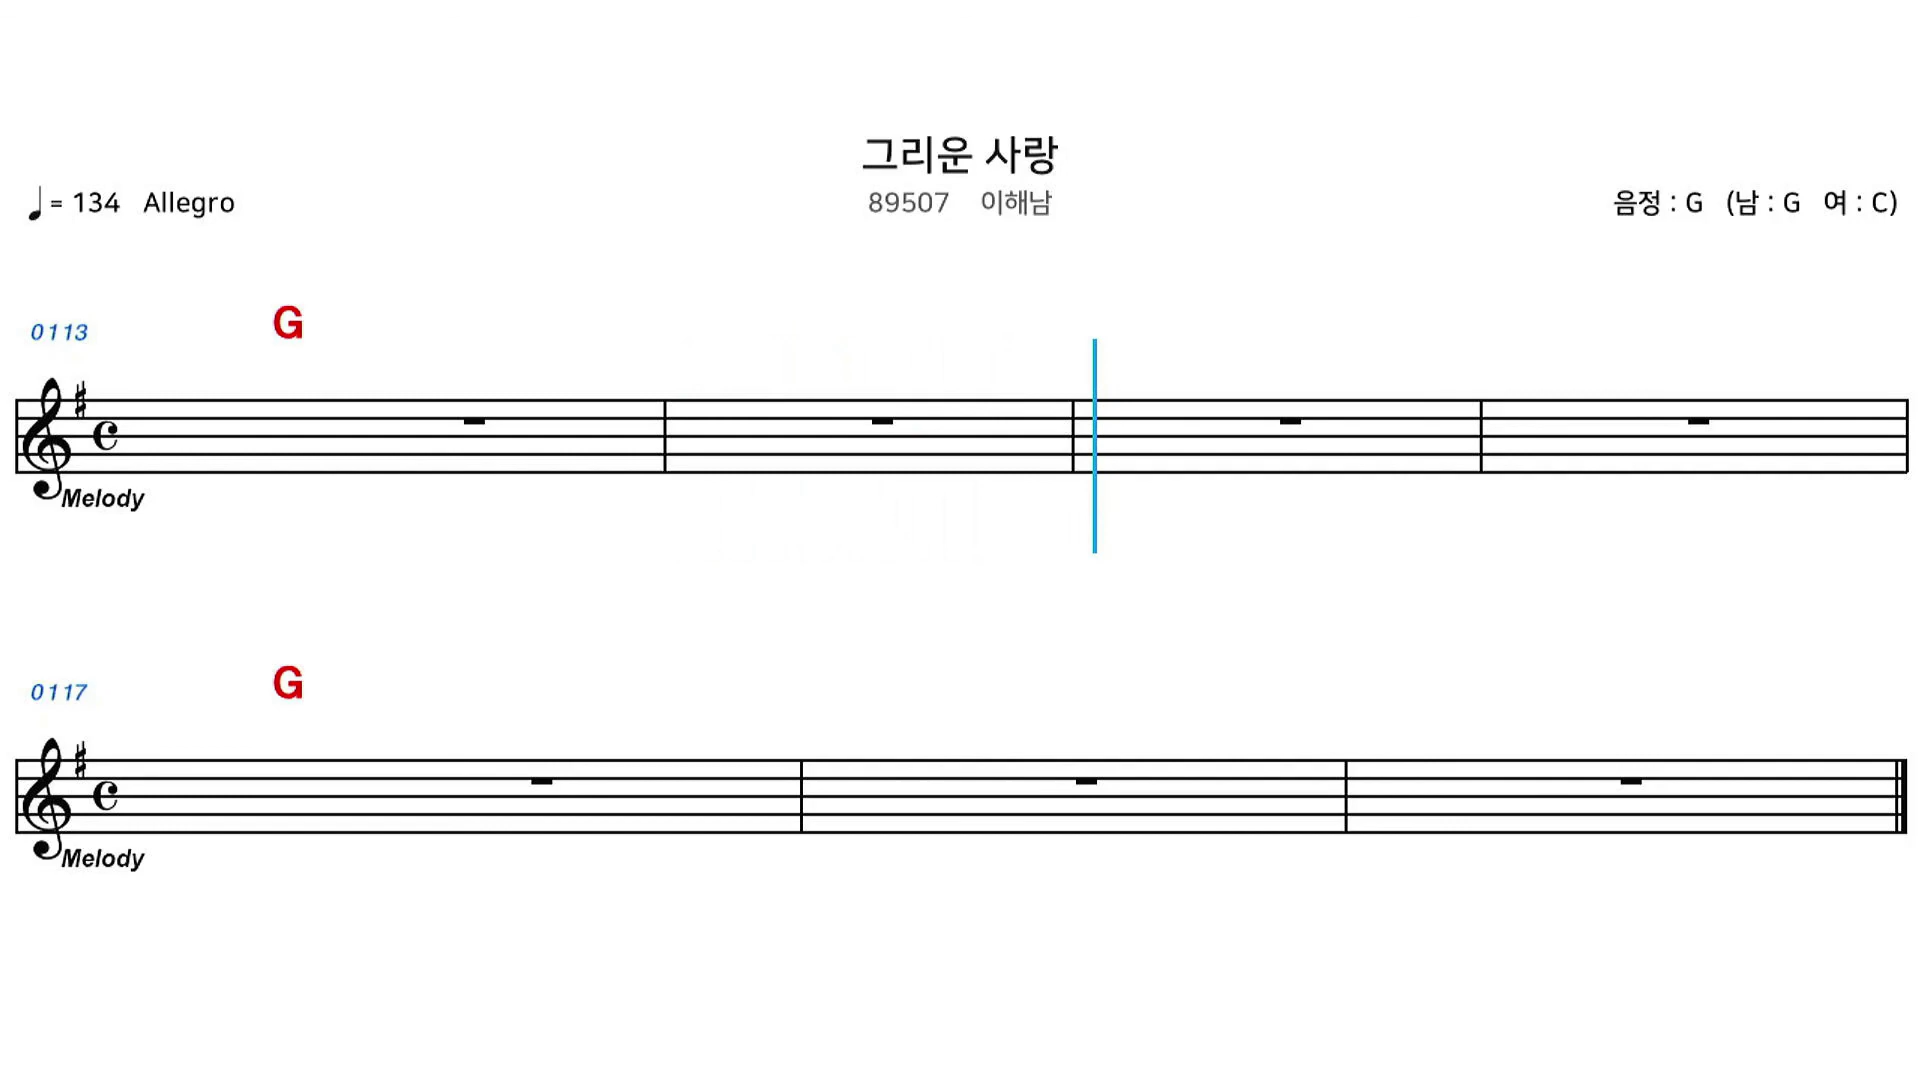 그리운 사랑
= 134 Allegro
89507 이해남
음정 : G (남 : G 여 : C)
0113
G
Melody
0117
G
Melody